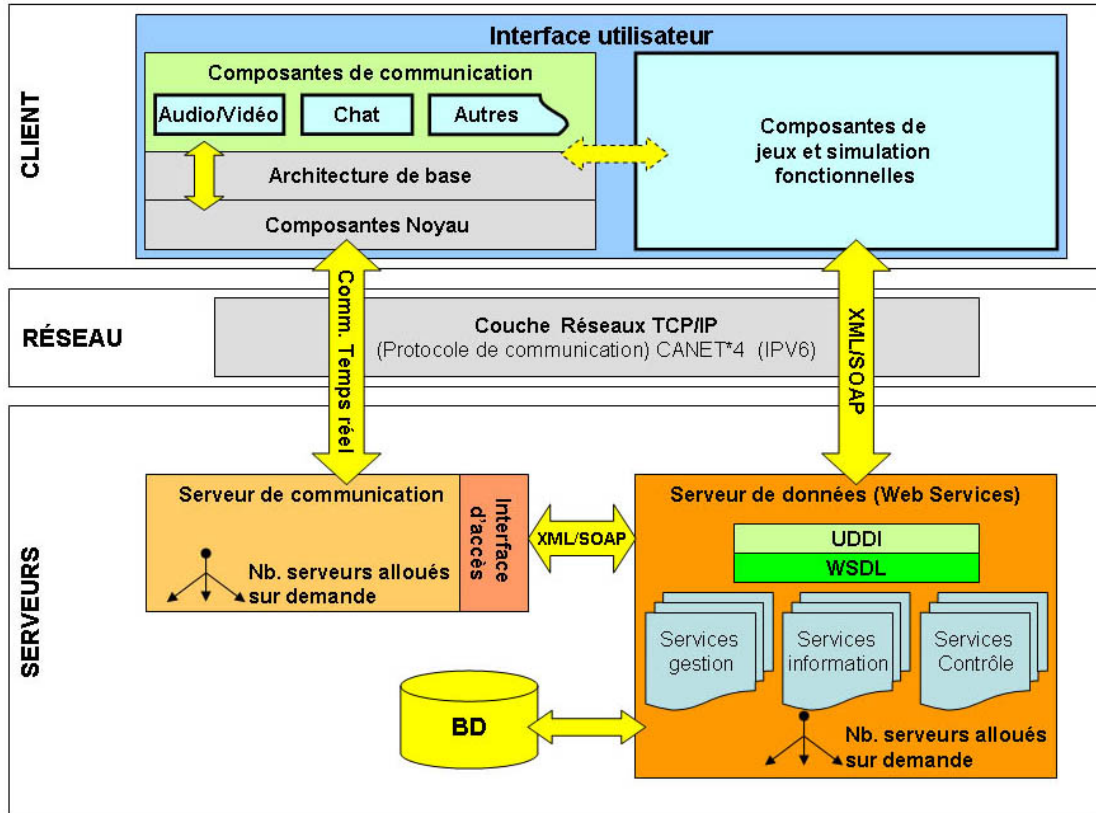 CLIENT
Interface utilisateur
Composantes de communication
Audio/Vidéo
Chat
Autres
Architecture de base
Composantes Noyau
Composantes de
jeux et simulation
fonctionnelles
RÉSEAU
Couche Réseaux TCP/IP
(Protocole de communication) CANET*4 (IPV6)
Comm. Temps réel
XML/SOAP
SERVEURS
Serveur de communication
Nb. serveurs alloués
sur demande
Interface
d'accès
XML/SOAP
Serveur de données (Web Services)
UDDI
WSDL
Services
gestion
Services
information
Services
Contrôle
Nb. serveurs alloués
sur demande
BD